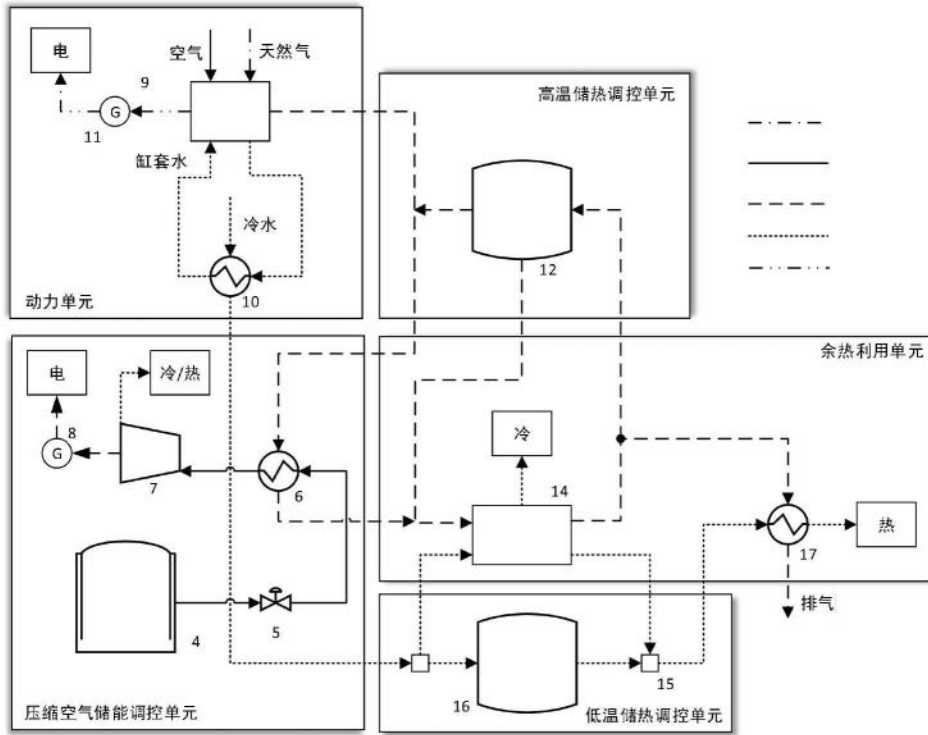 空气
天然气
电
9
G
11
缸套水
冷水
10
动力单元
高温储热调控单元
12
电
冷/热
8
G
7
6
4
5
压缩空气储能调控单元
余热利用单元
冷
14
17
热
排气
16
15
低温储热调控单元